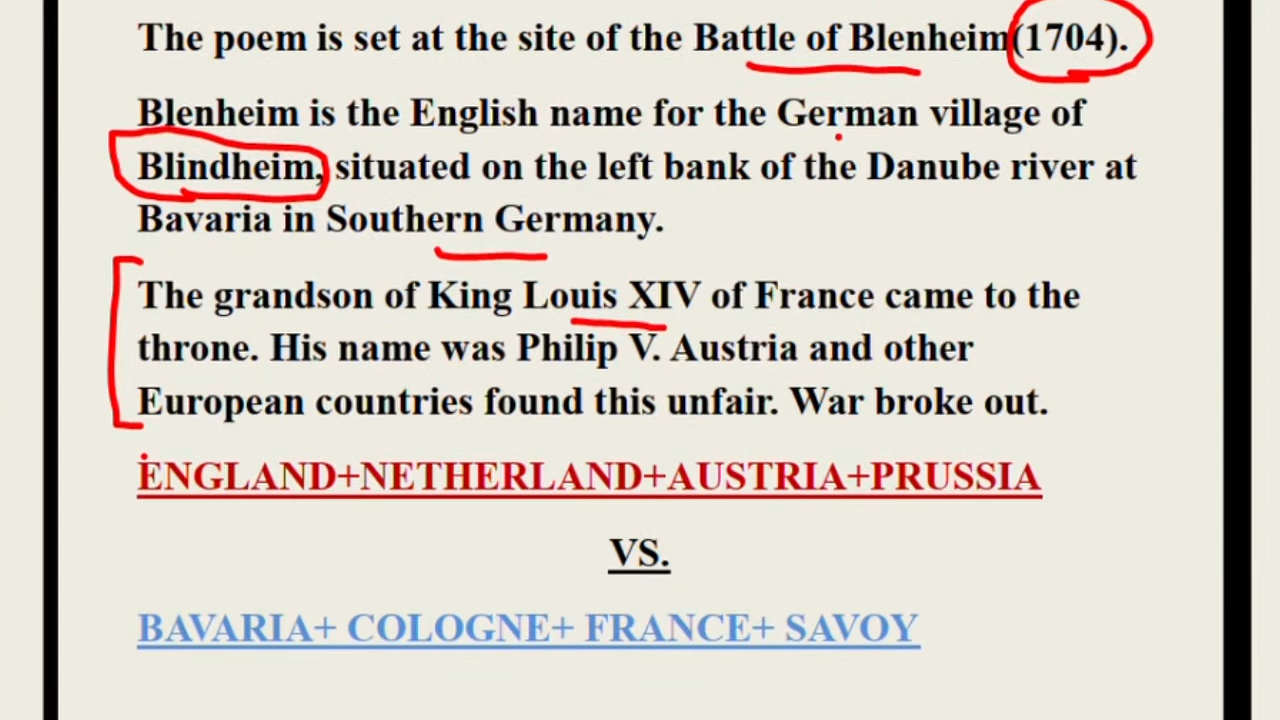 The poem is set at the site of the Battle of Blenheim(1704).
Blenheim is the English name for the German village of
Blindheim, situated on the left bank of the Danube river at
Bavaria in Southern Germany.
The grandson of King Louis XIV of France came to the
throne. His name was Philip V. Austria and other
European countries found this unfair. War broke out.
ENGLAND+NETHERLAND+AUSTRIA+PRUSSIA
VS.
BAVARIA+ COLOGNE+ FRANCE+ SAVOY